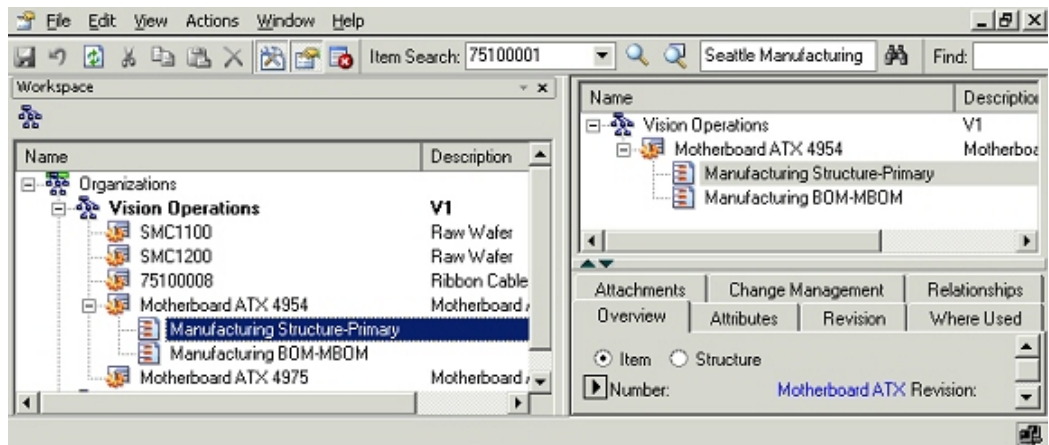 File Edit View Actions Window Help
Item Search: 75100001 Seattle Manufacturing Find:
Workspace
Name Description
Organizations
Vision Operations V1
SMC1100 Raw Wafer
SMC1200 Raw Wafer
75100008 Ribbon Cable
Motherboard ATX 4954 Motherboard
Manufacturing Structure-Primary
Manufacturing BOM-MBOM
Motherboard ATX 4975 Motherboard
Name Description
Vision Operations V1
Motherboard ATX 4954 Motherboa
Manufacturing Structure-Primary
Manufacturing BOM-MBOM
Attachments Change Management Relationships
Overview Attributes Revision Where Used
Item Structure
Number: Motherboard ATX Revision: